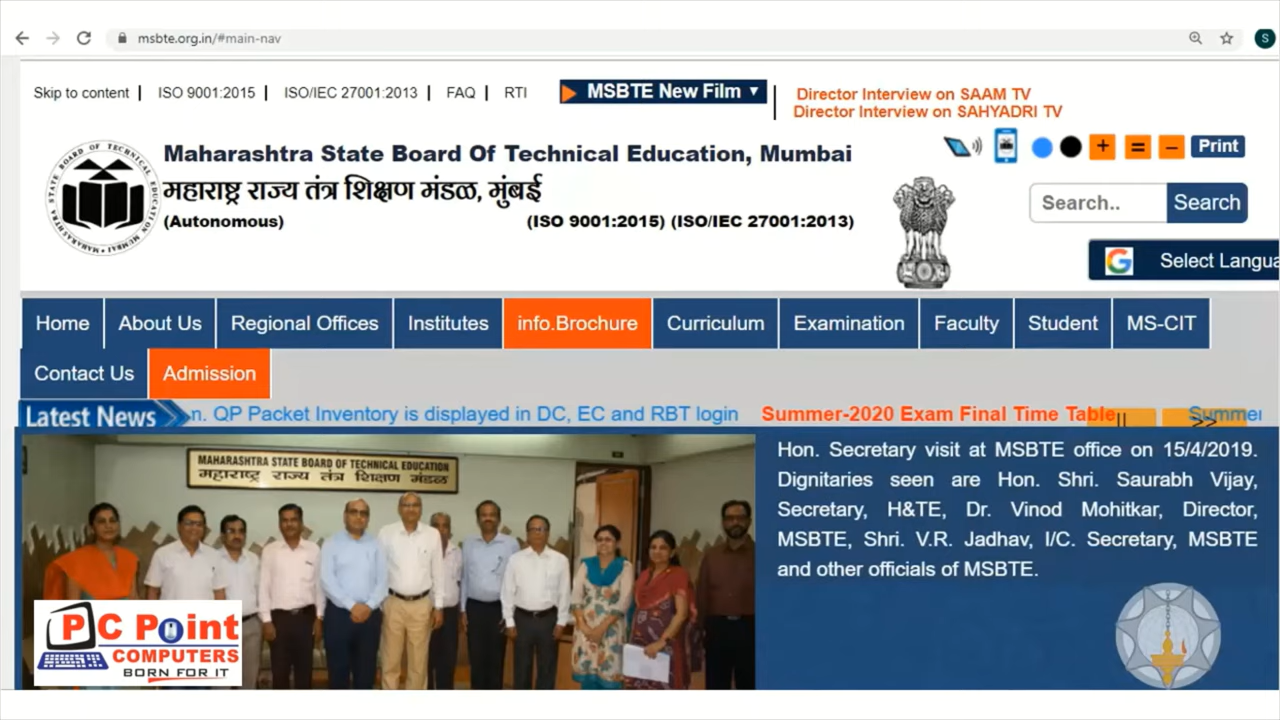 msbte.org.in/#main-nav
S
Skip to content | ISO 9001:2015 | ISO/IEC 27001:2013 | FAQ | RTI
MSBTE New Film ▼
Director Interview on SAAM TV
Director Interview on SAHYADRI TV
Maharashtra State Board Of Technical Education, Mumbai
महाराष्ट्र राज्य तंत्र शिक्षण मंडळ, मुंबई
(Autonomous) (ISO 9001:2015) (ISO/IEC 27001:2013)
+ = − Print
Search.. Search
G Select Langua
Home About Us Regional Offices Institutes info.Brochure Curriculum Examination Faculty Student MS-CIT
Contact Us Admission
Latest News n. QP Packet Inventory is displayed in DC, EC and RBT login Summer-2020 Exam Final Time Table || >> Summer
MAHARASHTRA STATE BOARD OF TECHNICAL EDUCATION
महाराष्ट्र राज्य तंत्र शिक्षण मंडळ
Hon. Secretary visit at MSBTE office on 15/4/2019.
Dignitaries seen are Hon. Shri. Saurabh Vijay,
Secretary, H&TE, Dr. Vinod Mohitkar, Director,
MSBTE, Shri. V.R. Jadhav, I/C. Secretary, MSBTE
and other officials of MSBTE.
PC Point
COMPUTERS
BORN FOR IT